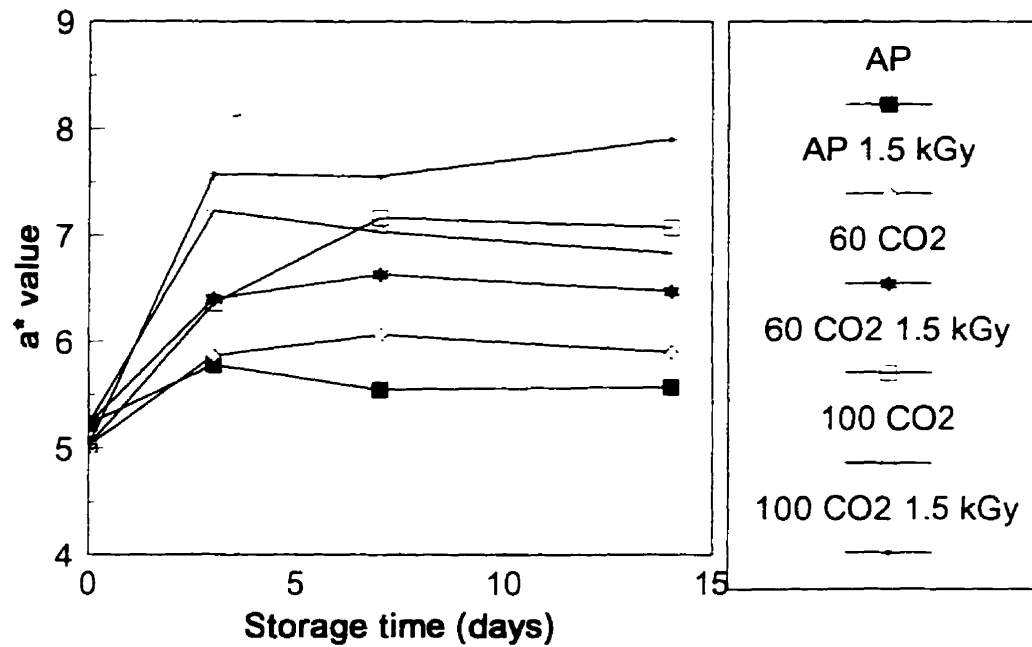 9
8
7
6
5
4
a* value
0
5
10
15
Storage time (days)
AP
AP 1.5 kGy
60 CO2
60 CO2 1.5 kGy
100 CO2
100 CO2 1.5 kGy